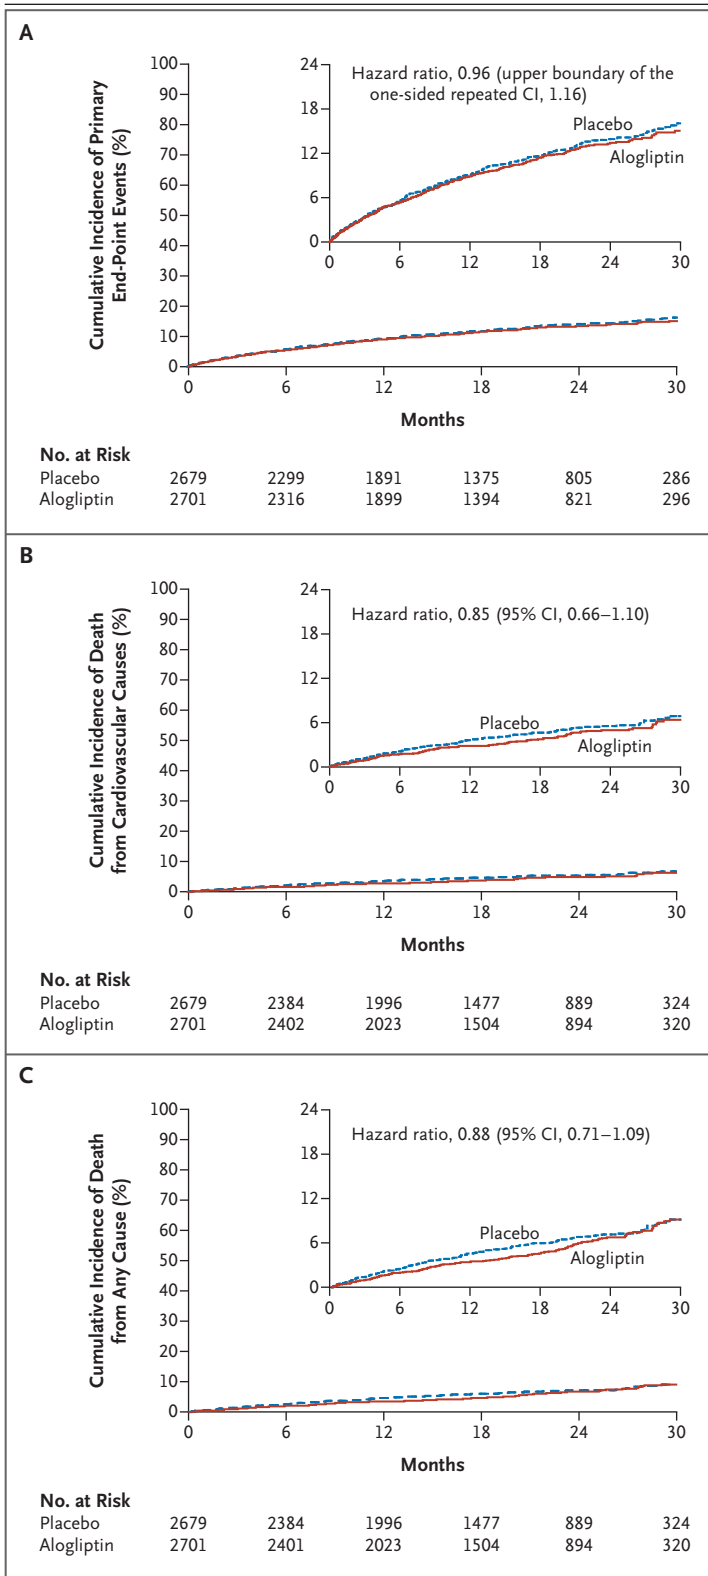 A
Cumulative Incidence of Primary
End-Point Events (%)
100
90
80
70
60
50
40
30
20
10
0
0 6 12 18 24 30
24
18
12
6
0
0 6 12 18 24 30
Hazard ratio, 0.96 (upper boundary of the
one-sided repeated CI, 1.16)
Placebo
Alogliptin
Months
No. at Risk
Placebo 2679 2299 1891 1375 805 286
Alogliptin 2701 2316 1899 1394 821 296
B
Cumulative Incidence of Death
from Cardiovascular Causes (%)
100
90
80
70
60
50
40
30
20
10
0
0 6 12 18 24 30
24
18
12
6
0
0 6 12 18 24 30
Hazard ratio, 0.85 (95% CI, 0.66–1.10)
Placebo
Alogliptin
Months
No. at Risk
Placebo 2679 2384 1996 1477 889 324
Alogliptin 2701 2402 2023 1504 894 320
C
Cumulative Incidence of Death
from Any Cause (%)
100
90
80
70
60
50
40
30
20
10
0
0 6 12 18 24 30
24
18
12
6
0
0 6 12 18 24 30
Hazard ratio, 0.88 (95% CI, 0.71–1.09)
Placebo
Alogliptin
Months
No. at Risk
Placebo 2679 2384 1996 1477 889 324
Alogliptin 2701 2401 2023 1504 894 320